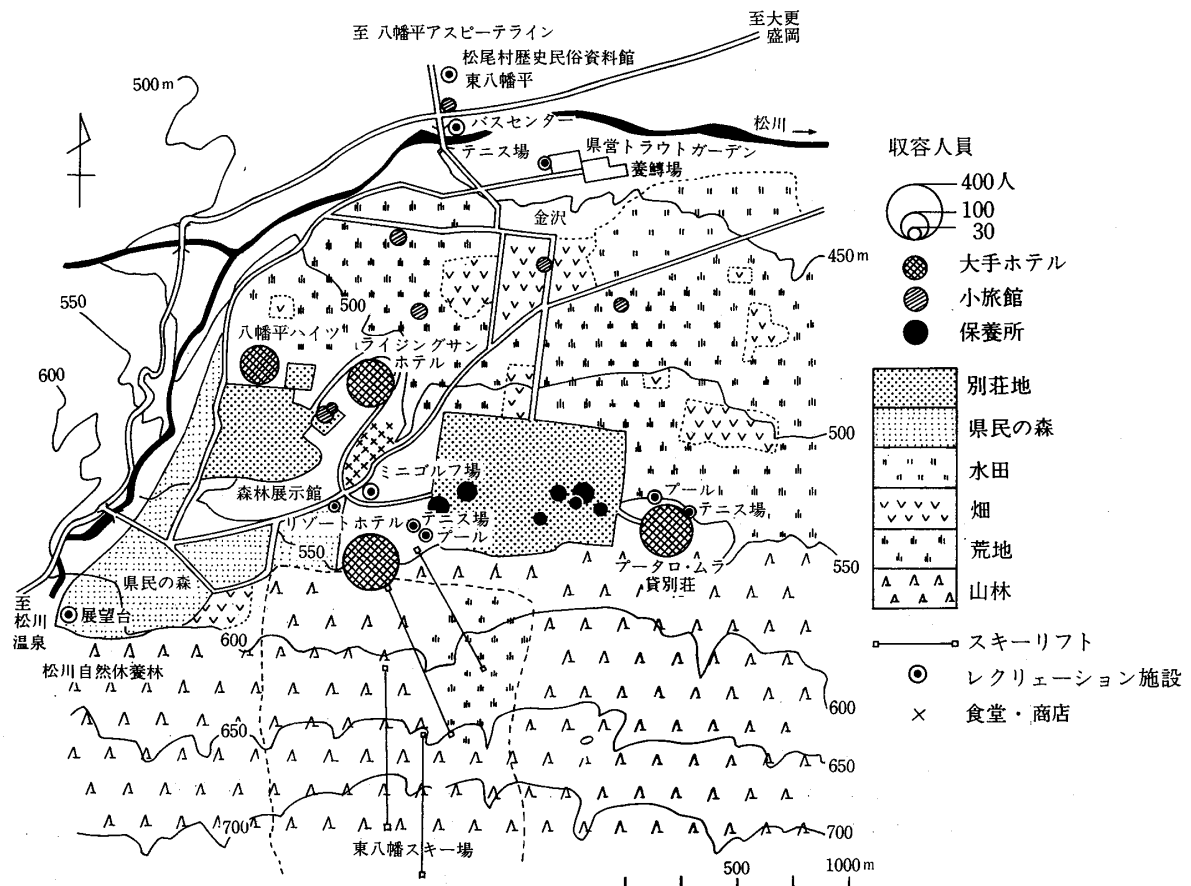 至 八幡平アスピーテライン
至大更
盛岡
松尾村歴史民俗資料館
東八幡平
500m
バスセンター
松川
テニス場
県営トラウトガーデン
養鱒場
金沢
450m
550
500
八幡平ハイツ
ライジングサン
ホテル
600
500
ミニゴルフ場
森林展示館
プール
テニス場
リゾートホテル
テニス場
プール
550
ブータロ・ムラ
貸別荘
550
県民の森
至
松川
温泉
展望台
600
松川自然休養林
600
650
650
700
700
東八幡スキー場
500
1000m
収容人員
400人
100
30
大手ホテル
小旅館
保養所
別荘地
県民の森
水田
畑
荒地
山林
スキーリフト
レクリェーション施設
食堂・商店